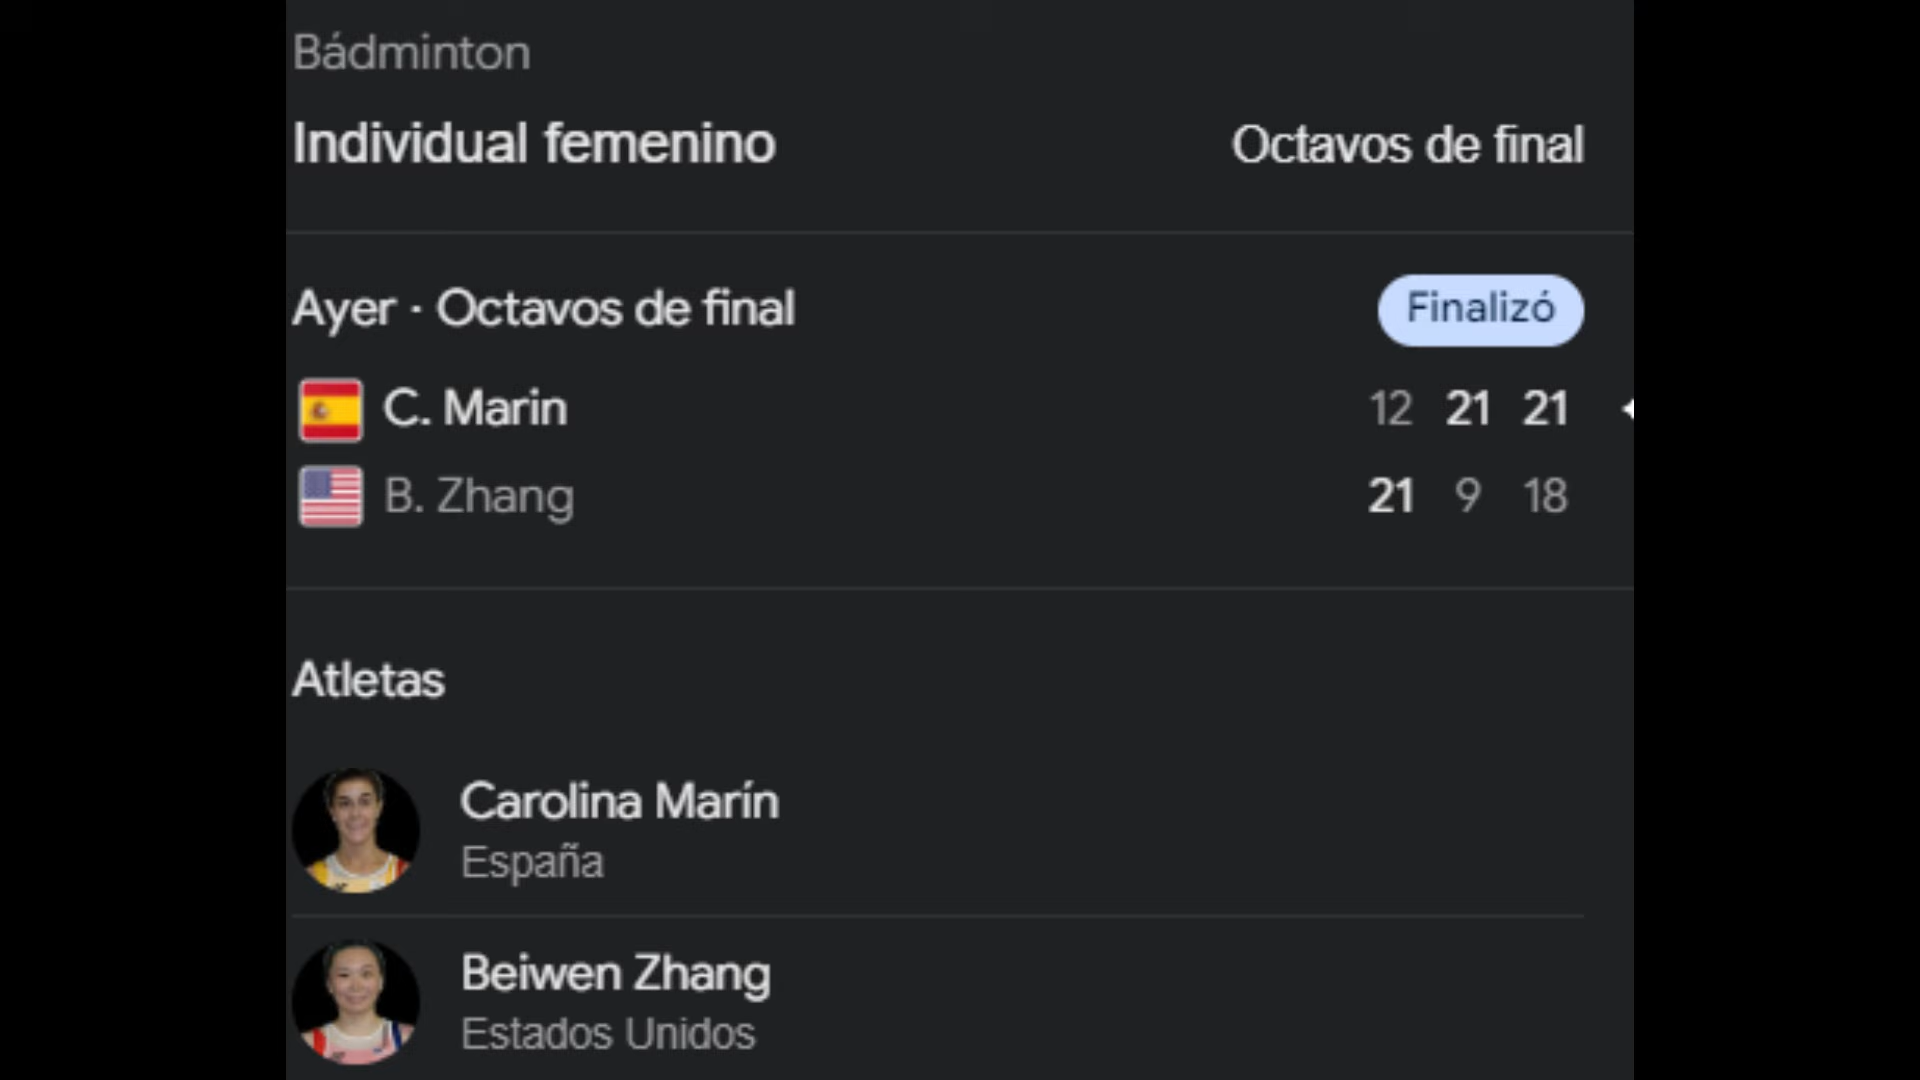 Bádminton
Individual femenino Octavos de final
Ayer · Octavos de final Finalizó
C. Marin 12 21 21
B. Zhang 21 9 18
Atletas
Carolina Marín
España
Beiwen Zhang
Estados Unidos